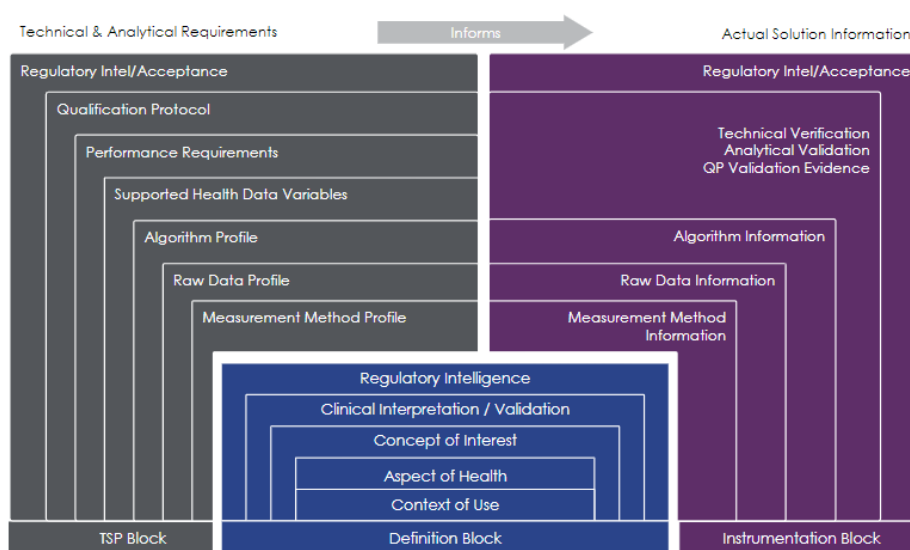 Technical & Analytical Requirements
Informs
Actual Solution Information
Regulatory Intel/Acceptance
Qualification Protocol
Performance Requirements
Supported Health Data Variables
Algorithm Profile
Raw Data Profile
Measurement Method Profile
Regulatory Intel/Acceptance
Technical Verification
Analytical Validation
QP Validation Evidence
Algorithm Information
Raw Data Information
Measurement Method
Information
Regulatory Intelligence
Clinical Interpretation / Validation
Concept of Interest
Aspect of Health
Context of Use
TSP Block
Definition Block
Instrumentation Block